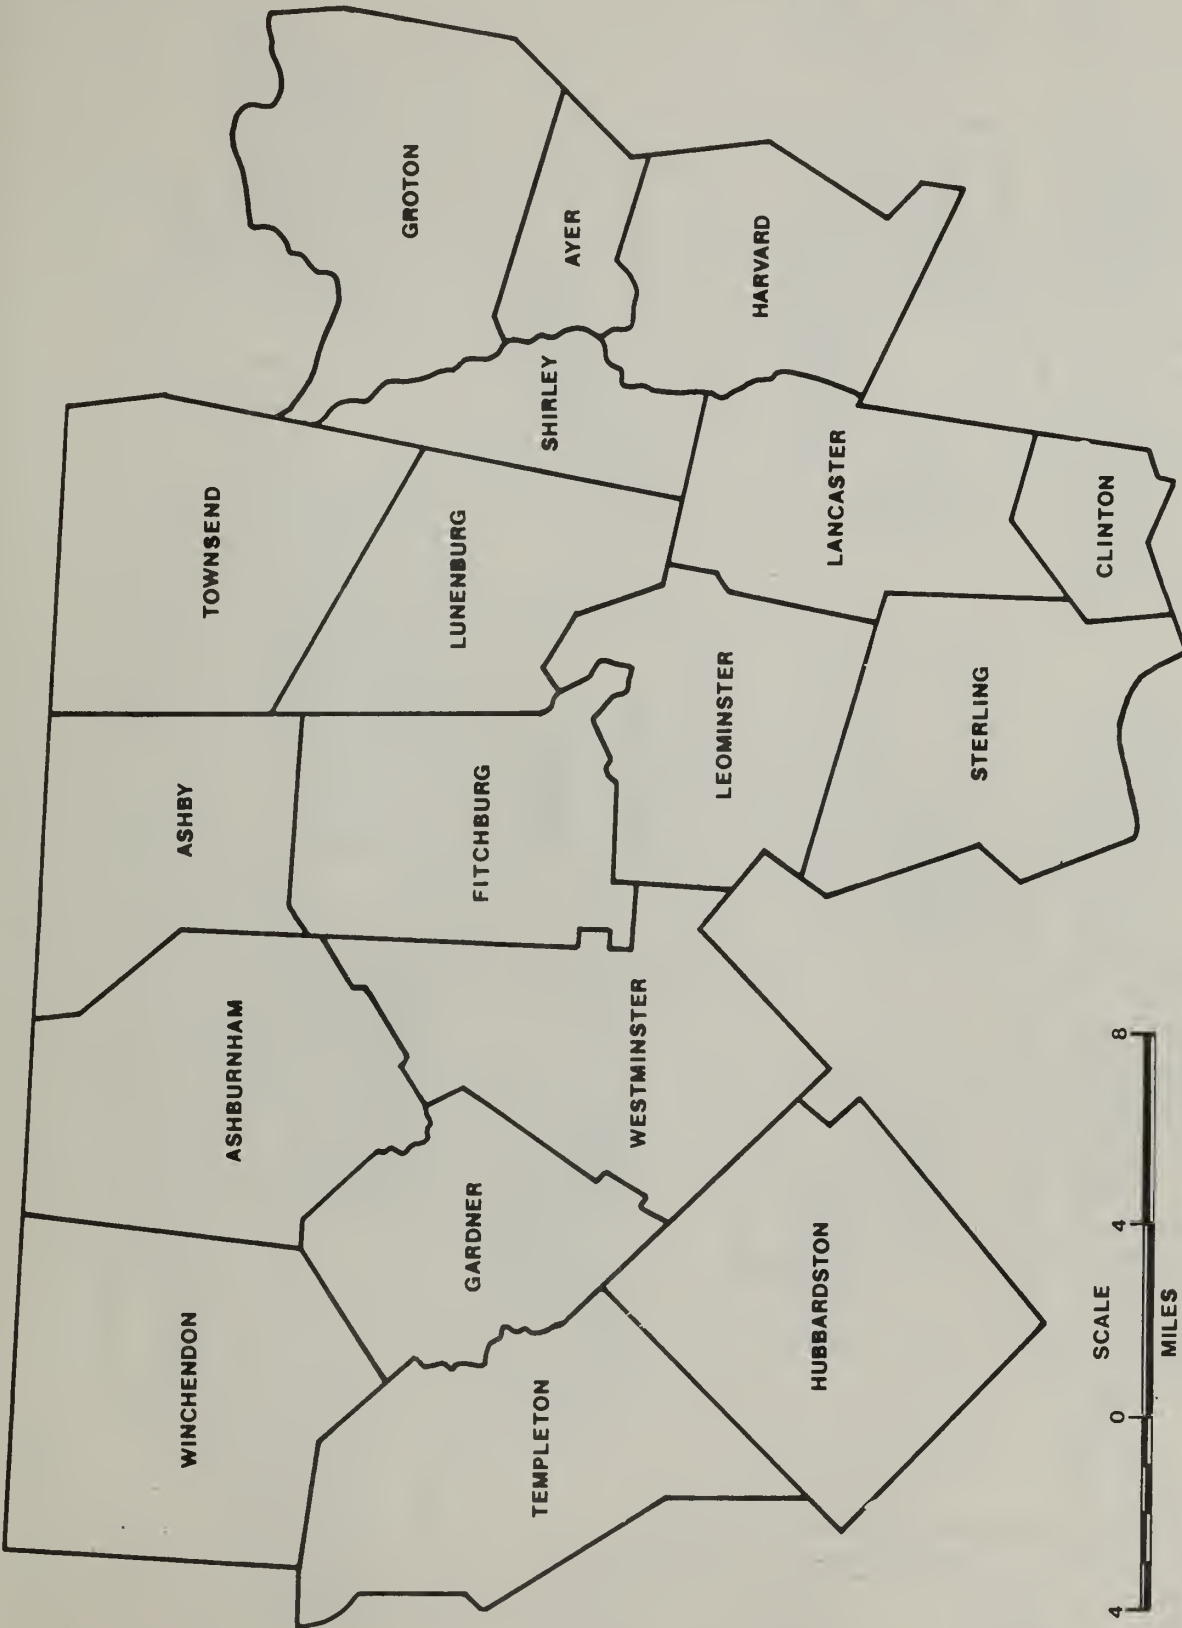 WINCHENDON
ASHBURNHAM
ASHBY
TOWNSEND
GROTON
TEMPLETON
GARDNER
FITCHBURG
LUNENBURG
SHIRLEY
AYER
WESTMINSTER
LEOMINSTER
HARVARD
HUBBARDSTON
LANCASTER
STERLING
CLINTON
SCALE
4 0 4 8
MILES